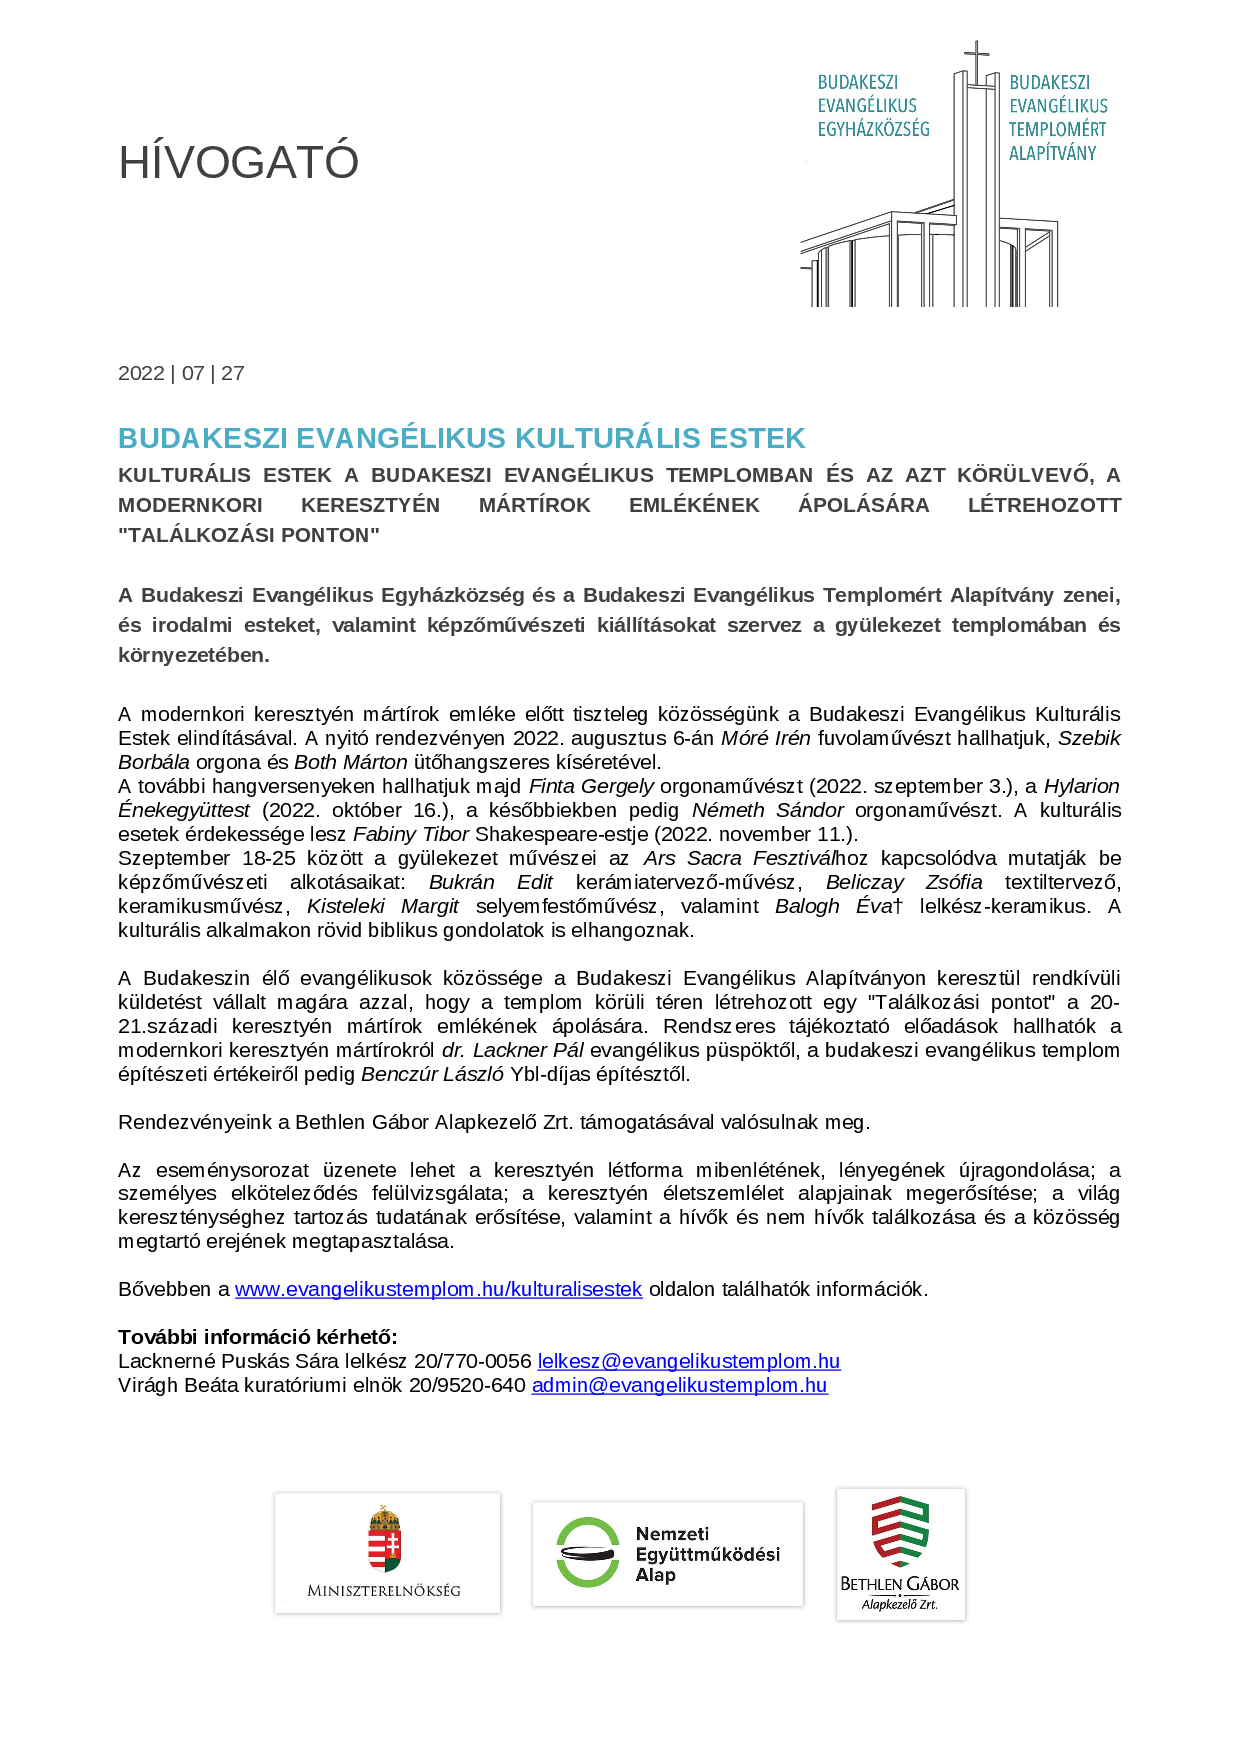 BUDAKESZI
EVANGÉLIKUS
EGYHÁZKÖZSÉG
BUDAKESZI
EVANGÉLIKUS
TEMPLOMÉRT
ALAPÍTVÁNY
HÍVOGATÓ
2022 | 07 | 27
BUDAKESZI EVANGÉLIKUS KULTURÁLIS ESTEK
KULTURÁLIS ESTEK A BUDAKESZI EVANGÉLIKUS TEMPLOMBAN ÉS AZ AZT KÖRÜLVEVŐ, A
MODERNKORI KERESZTYÉN MÁRTÍROK EMLÉKÉNEK ÁPOLÁSÁRA LÉTREHOZOTT
"TALÁLKOZÁSI PONTON"
A Budakeszi Evangélikus Egyházközség és a Budakeszi Evangélikus Templomért Alapítvány zenei,
és irodalmi esteket, valamint képzőművészeti kiállításokat szervez a gyülekezet templomában és
környezetében.
A modernkori keresztyén mártírok emléke előtt tiszteleg közösségünk a Budakeszi Evangélikus Kulturális
Estek elindításával. A nyitó rendezvényen 2022. augusztus 6-án Móré Irén fuvolaművészt hallhatjuk, Szebik
Borbála orgona és Both Márton ütőhangszeres kíséretével.
A további hangversenyeken hallhatjuk majd Finta Gergely orgonaművészt (2022. szeptember 3.), a Hylarion
Énekegyüttest (2022. október 16.), a későbbiekben pedig Németh Sándor orgonaművészt. A kulturális
esetek érdekessége lesz Fabiny Tibor Shakespeare-estje (2022. november 11.).
Szeptember 18-25 között a gyülekezet művészei az Ars Sacra Fesztiválhoz kapcsolódva mutatják be
képzőművészeti alkotásaikat: Bukrán Edit kerámiatervező-művész, Beliczay Zsófia textiltervező,
keramikusművész, Kisteleki Margit selyemfestőművész, valamint Balogh Éva† lelkész-keramikus. A
kulturális alkalmakon rövid biblikus gondolatok is elhangoznak.
A Budakeszin élő evangélikusok közössége a Budakeszi Evangélikus Alapítványon keresztül rendkívüli
küldetést vállalt magára azzal, hogy a templom körüli téren létrehozott egy "Találkozási pontot" a 20-
21.századi keresztyén mártírok emlékének ápolására. Rendszeres tájékoztató előadások hallhatók a
modernkori keresztyén mártírokról dr. Lackner Pál evangélikus püspöktől, a budakeszi evangélikus templom
építészeti értékeiről pedig Benczúr László Ybl-díjas építésztől.
Rendezvényeink a Bethlen Gábor Alapkezelő Zrt. támogatásával valósulnak meg.
Az eseménysorozat üzenete lehet a keresztyén létforma mibenlétének, lényegének újragondolása; a
személyes elköteleződés felülvizsgálata; a keresztyén életszemlélet alapjainak megerősítése; a világ
kereszténységhez tartozás tudatának erősítése, valamint a hívők és nem hívők találkozása és a közösség
megtartó erejének megtapasztalása.
Bővebben a www.evangelikustemplom.hu/kulturalisestek oldalon találhatók információk.
További információ kérhető:
Lacknerné Puskás Sára lelkész 20/770-0056 lelkesz@evangelikustemplom.hu
Virágh Beáta kuratóriumi elnök 20/9520-640 admin@evangelikustemplom.hu
MINISZTERELNÖKSÉG
Nemzeti
Együttműködési
Alap
BETHLEN GÁBOR
Alapkezelő Zrt.